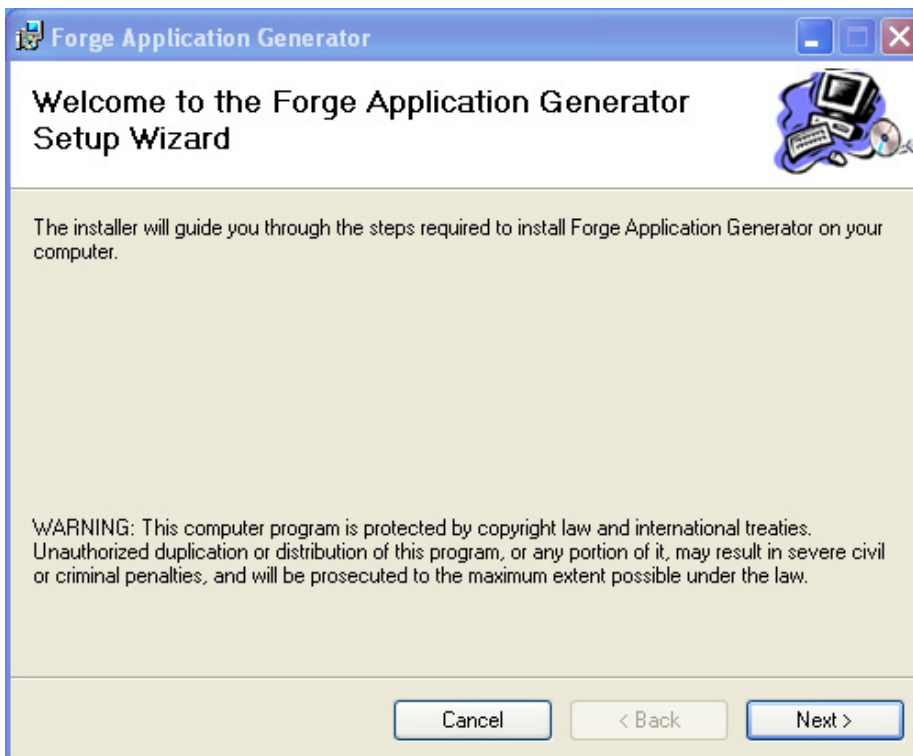 Forge Application Generator
Welcome to the Forge Application Generator
Setup Wizard
The installer will guide you through the steps required to install Forge Application Generator on your
computer.
WARNING: This computer program is protected by copyright law and international treaties.
Unauthorized duplication or distribution of this program, or any portion of it, may result in severe civil
or criminal penalties, and will be prosecuted to the maximum extent possible under the law.
Cancel
< Back
Next >